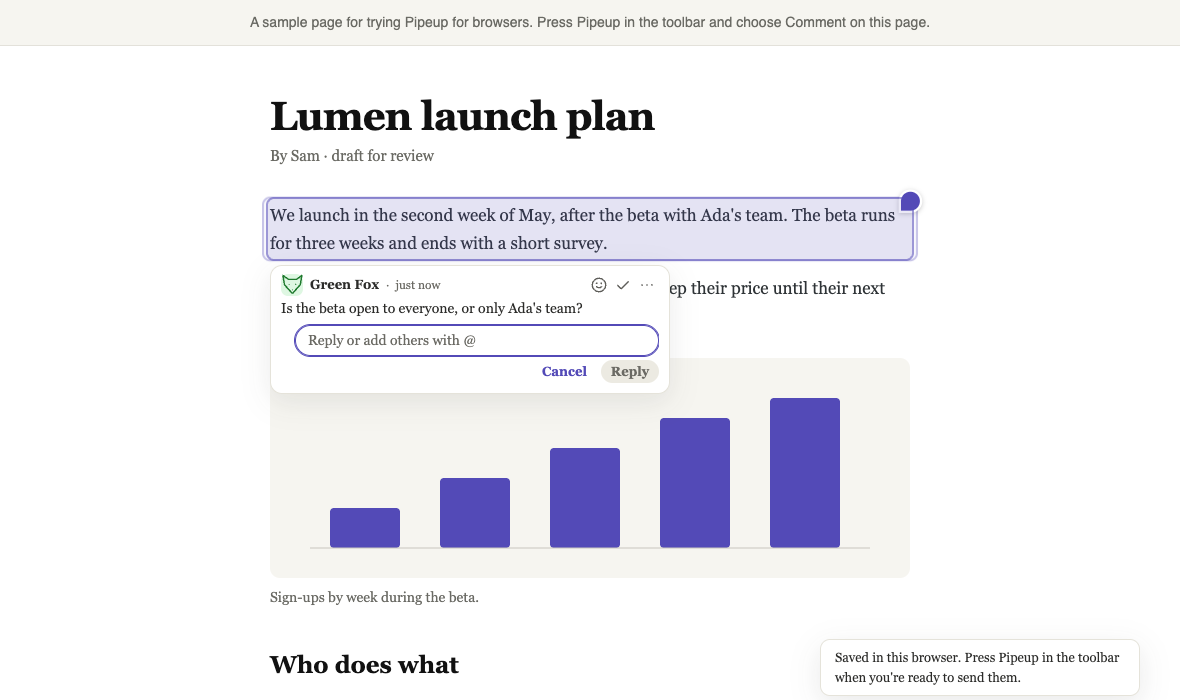 A sample page for trying Pipeup for browsers. Press Pipeup in the toolbar and choose Comment on this page.
Lumen launch plan
By Sam · draft for review
We launch in the second week of May, after the beta with Ada's team. The beta runs
for three weeks and ends with a short survey.
Green Fox · just now
ep their price until their next
Is the beta open to everyone, or only Ada's team?
Reply or add others with @
Cancel Reply
Sign-ups by week during the beta.
Who does what
Saved in this browser. Press Pipeup in the toolbar
when you're ready to send them.